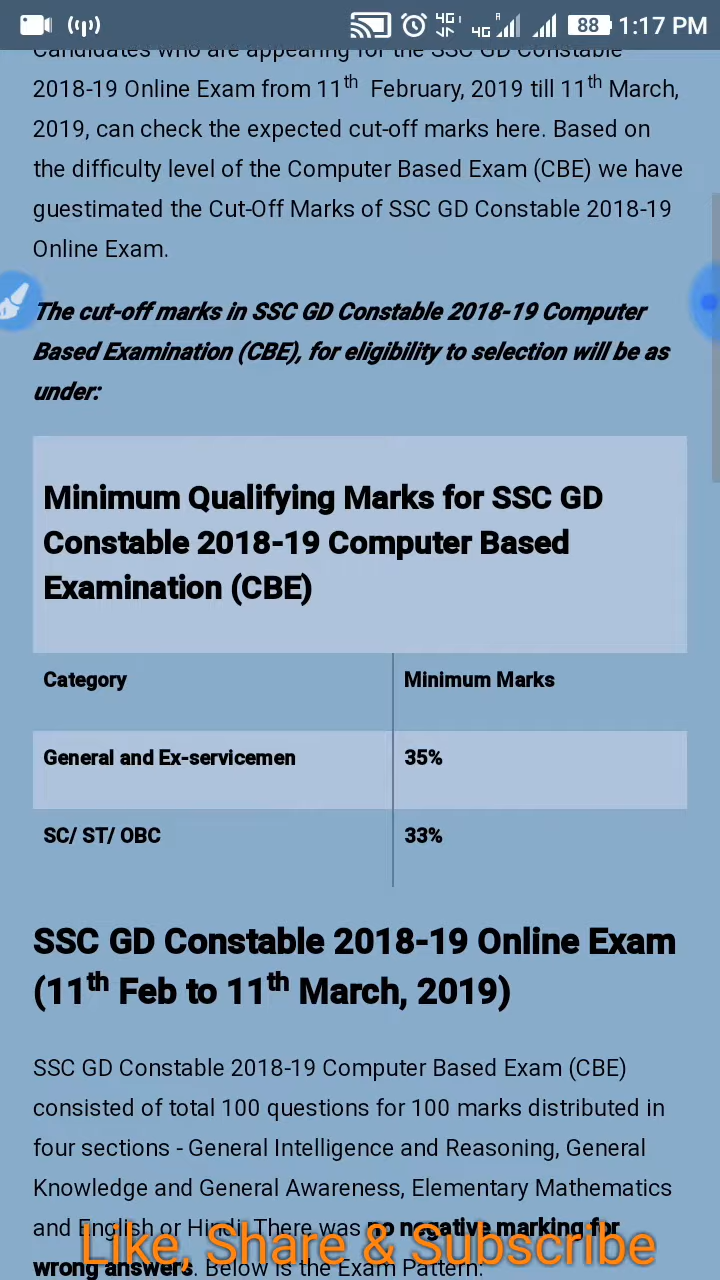 4G 4G R 88 1:17 PM
Candidates who are appearing for the SSC GD Constable
2018-19 Online Exam from 11th February, 2019 till 11th March,
2019, can check the expected cut-off marks here. Based on
the difficulty level of the Computer Based Exam (CBE) we have
guestimated the Cut-Off Marks of SSC GD Constable 2018-19
Online Exam.
The cut-off marks in SSC GD Constable 2018-19 Computer
Based Examination (CBE), for eligibility to selection will be as
under:
Minimum Qualifying Marks for SSC GD
Constable 2018-19 Computer Based
Examination (CBE)
Category Minimum Marks
General and Ex-servicemen 35%
SC/ ST/ OBC 33%
SSC GD Constable 2018-19 Online Exam
(11th Feb to 11th March, 2019)
SSC GD Constable 2018-19 Computer Based Exam (CBE)
consisted of total 100 questions for 100 marks distributed in
four sections - General Intelligence and Reasoning, General
Knowledge and General Awareness, Elementary Mathematics
and English or Hindi. There was no negative marking for
wrong answers. Below is the Exam Pattern:
Like, Share & Subscribe